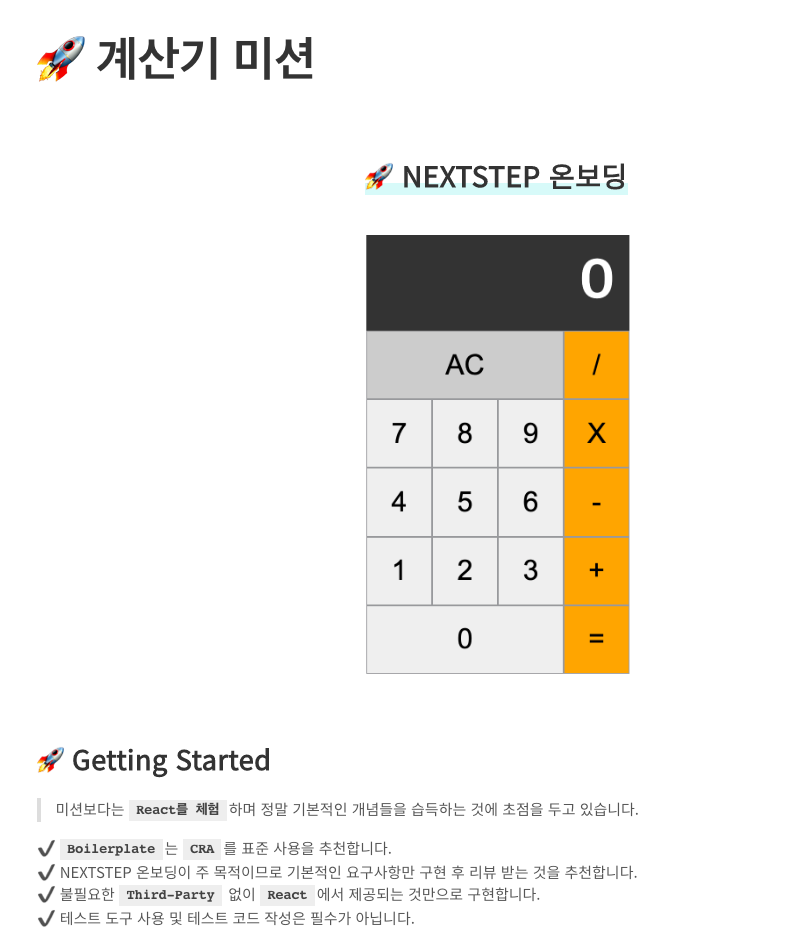 🚀 계산기 미션
🚀 NEXTSTEP 온보딩
0
AC /
7 8 9 X
4 5 6 -
1 2 3 +
0 =
🚀 Getting Started
미션보다는 React를 체험 하며 정말 기본적인 개념들을 습득하는 것에 초점을 두고 있습니다.
✔ Boilerplate 는 CRA 를 표준 사용을 추천합니다.
✔ NEXTSTEP 온보딩이 주 목적이므로 기본적인 요구사항만 구현 후 리뷰 받는 것을 추천합니다.
✔ 불필요한 Third-Party 없이 React 에서 제공되는 것만으로 구현합니다.
✔ 테스트 도구 사용 및 테스트 코드 작성은 필수가 아닙니다.